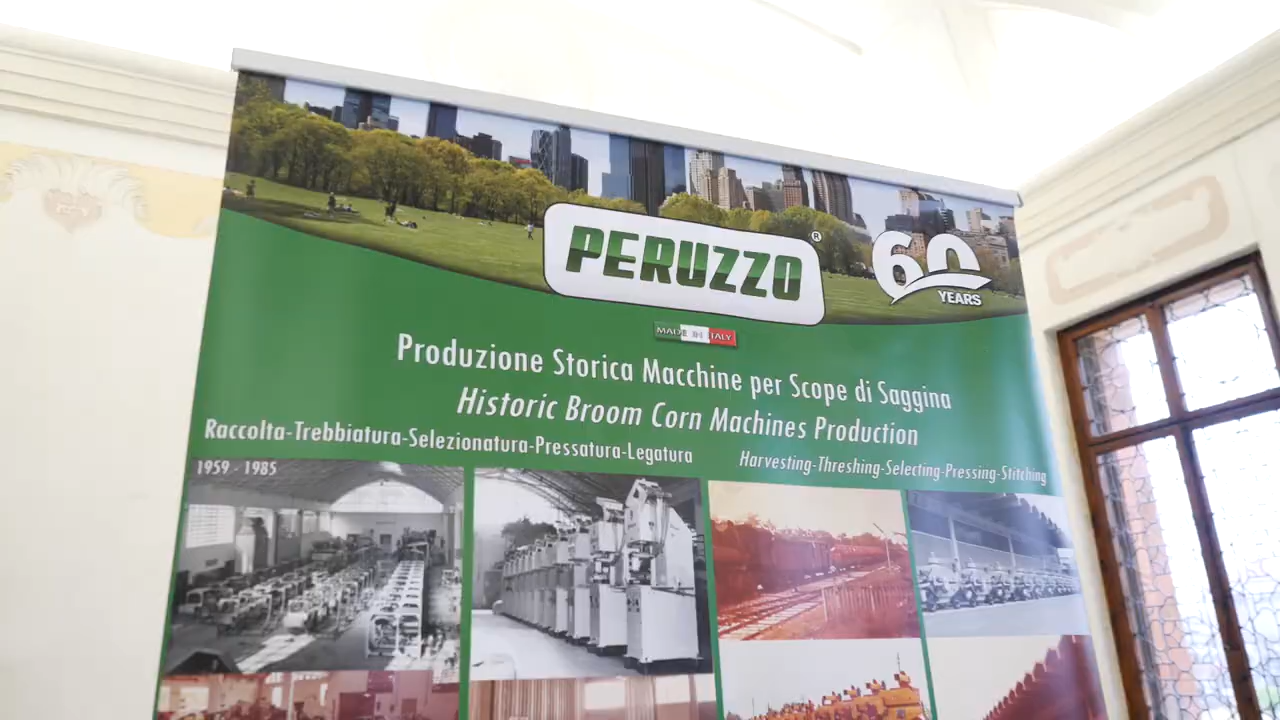 PERUZZO®
60
YEARS
MADE IN ITALY
Produzione Storica Macchine per Scope di Saggina
Historic Broom Corn Machines Production
Raccolta-Trebbiatura-Selezionatura-Pressatura-Legatura
Harvesting-Threshing-Selecting-Pressing-Stitching
1959 - 1985